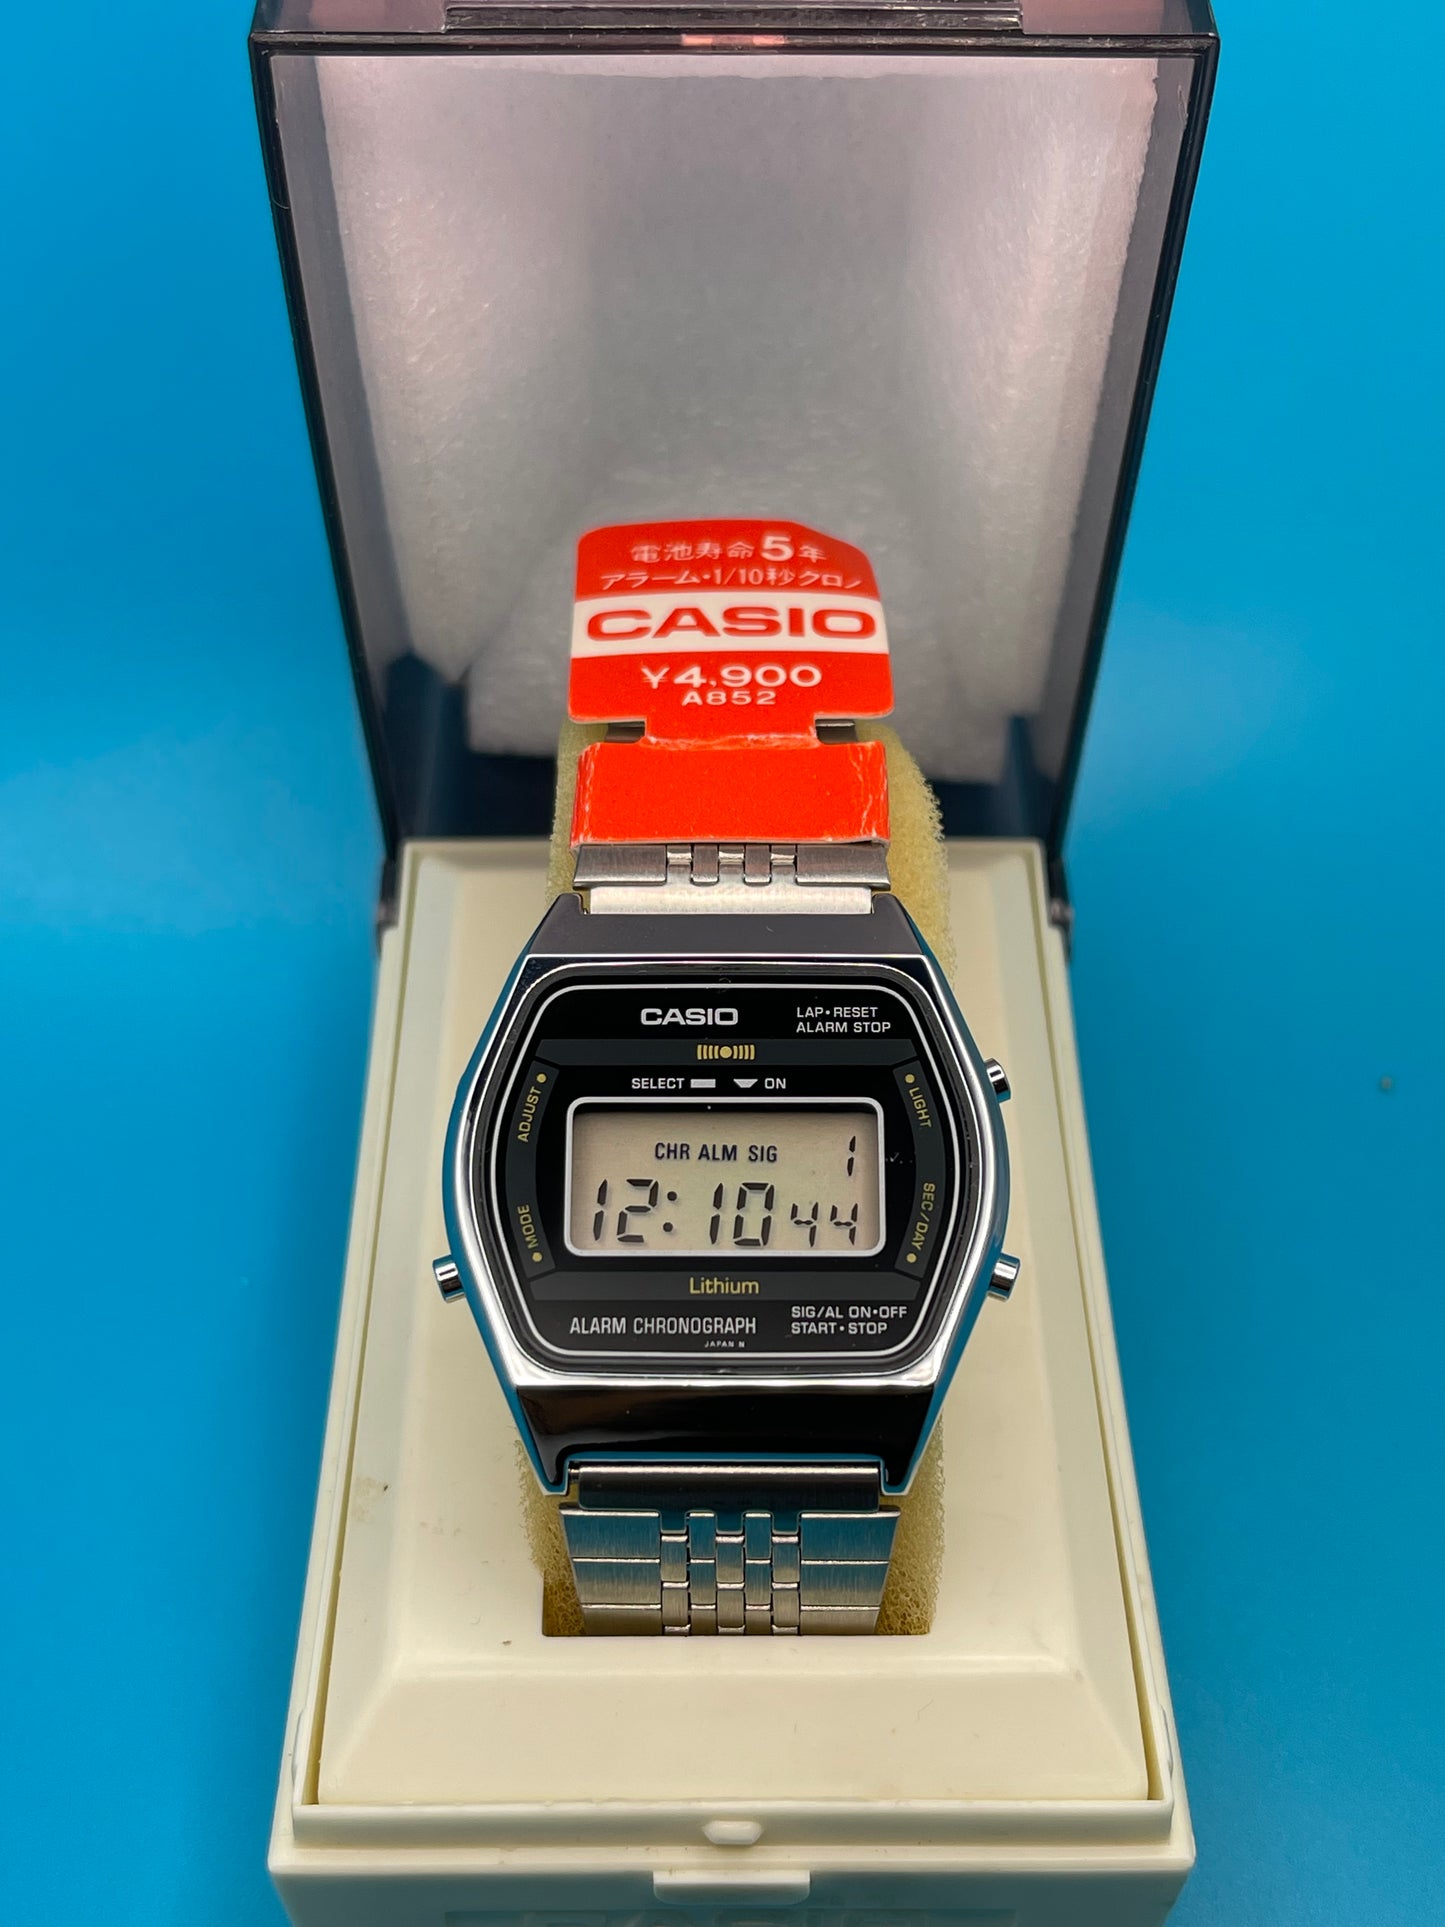 電池寿命5年
アラーム・1/10秒クロノ
CASIO
¥4,900
A852
CASIO
LAP•RESET
ALARM STOP
SELECT
ON
ADJUST
LIGHT
CHR ALM SIG
1
12:10 44
MODE
SEC/DAY
Lithium
ALARM CHRONOGRAPH
SIG/AL ON•OFF
START•STOP
JAPAN N